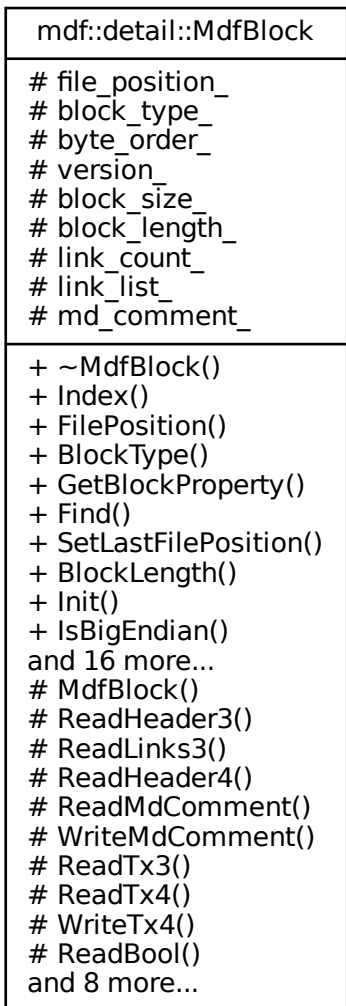 mdf::detail::MdfBlock
# file_position_
# block_type_
# byte_order_
# version_
# block_size_
# block_length_
# link_count_
# link_list_
# md_comment_
+ ~MdfBlock()
+ Index()
+ FilePosition()
+ BlockType()
+ GetBlockProperty()
+ Find()
+ SetLastFilePosition()
+ BlockLength()
+ Init()
+ IsBigEndian()
and 16 more...
# MdfBlock()
# ReadHeader3()
# ReadLinks3()
# ReadHeader4()
# ReadMdComment()
# WriteMdComment()
# ReadTx3()
# ReadTx4()
# WriteTx4()
# ReadBool()
and 8 more...